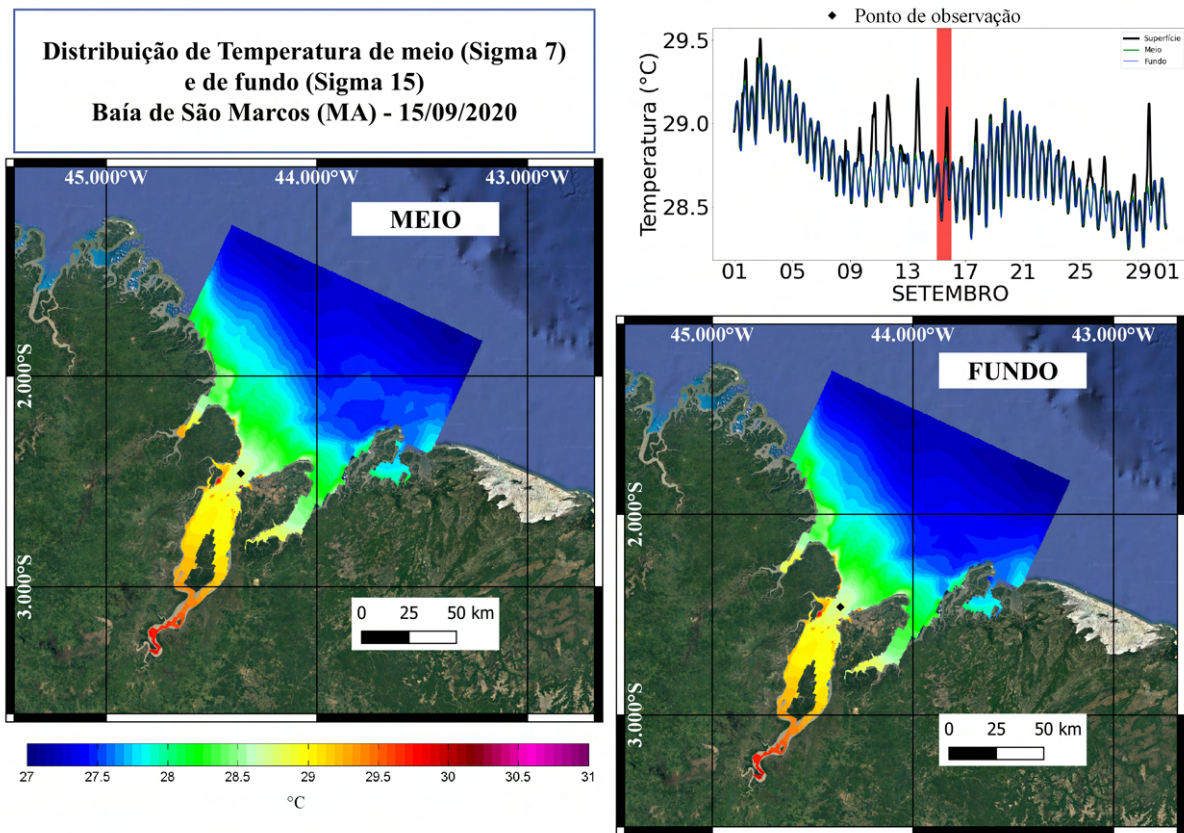 Distribuição de Temperatura de meio (Sigma 7)
e de fundo (Sigma 15)
Baía de São Marcos (MA) - 15/09/2020
◆ Ponto de observação
29.5
29.0
28.5
Temperatura (°C)
Superfície
Meio
Fundo
01 05 09 13 17 21 25 29 01
SETEMBRO
45.000°W 44.000°W 43.000°W
MEIO
2.000°S
3.000°S
0 25 50 km
27 27.5 28 28.5 29 29.5 30 30.5 31
°C
45.000°W 44.000°W 43.000°W
FUNDO
2.000°S
3.000°S
0 25 50 km